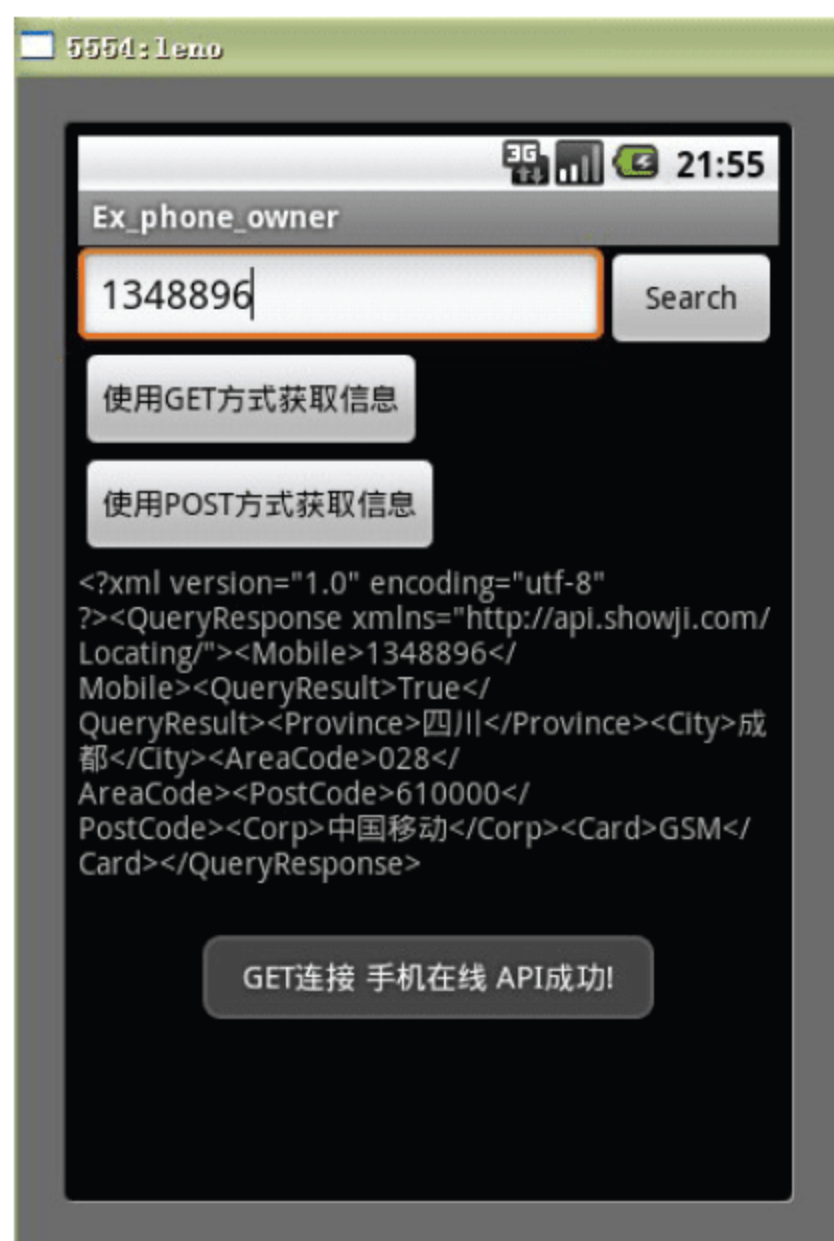 5554:leno
3G 21:55
Ex_phone_owner
1348896 Search
使用GET方式获取信息
使用POST方式获取信息
<?xml version="1.0" encoding="utf-8"
?><QueryResponse xmlns="http://api.showji.com/
Locating/"><Mobile>1348896</
Mobile><QueryResult>True</
QueryResult><Province>四川</Province><City>成
都</City><AreaCode>028</
AreaCode><PostCode>610000</
PostCode><Corp>中国移动</Corp><Card>GSM</
Card></QueryResponse>
GET连接 手机在线 API成功!